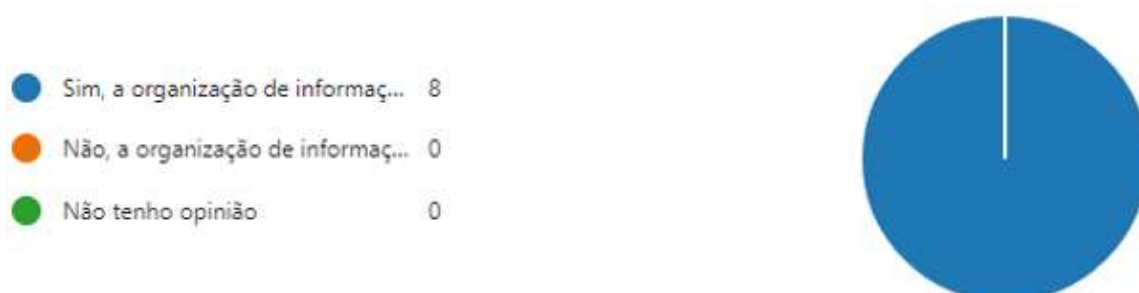 Sim, a organização de informaç... 8
Não, a organização de informaç... 0
Não tenho opinião 0